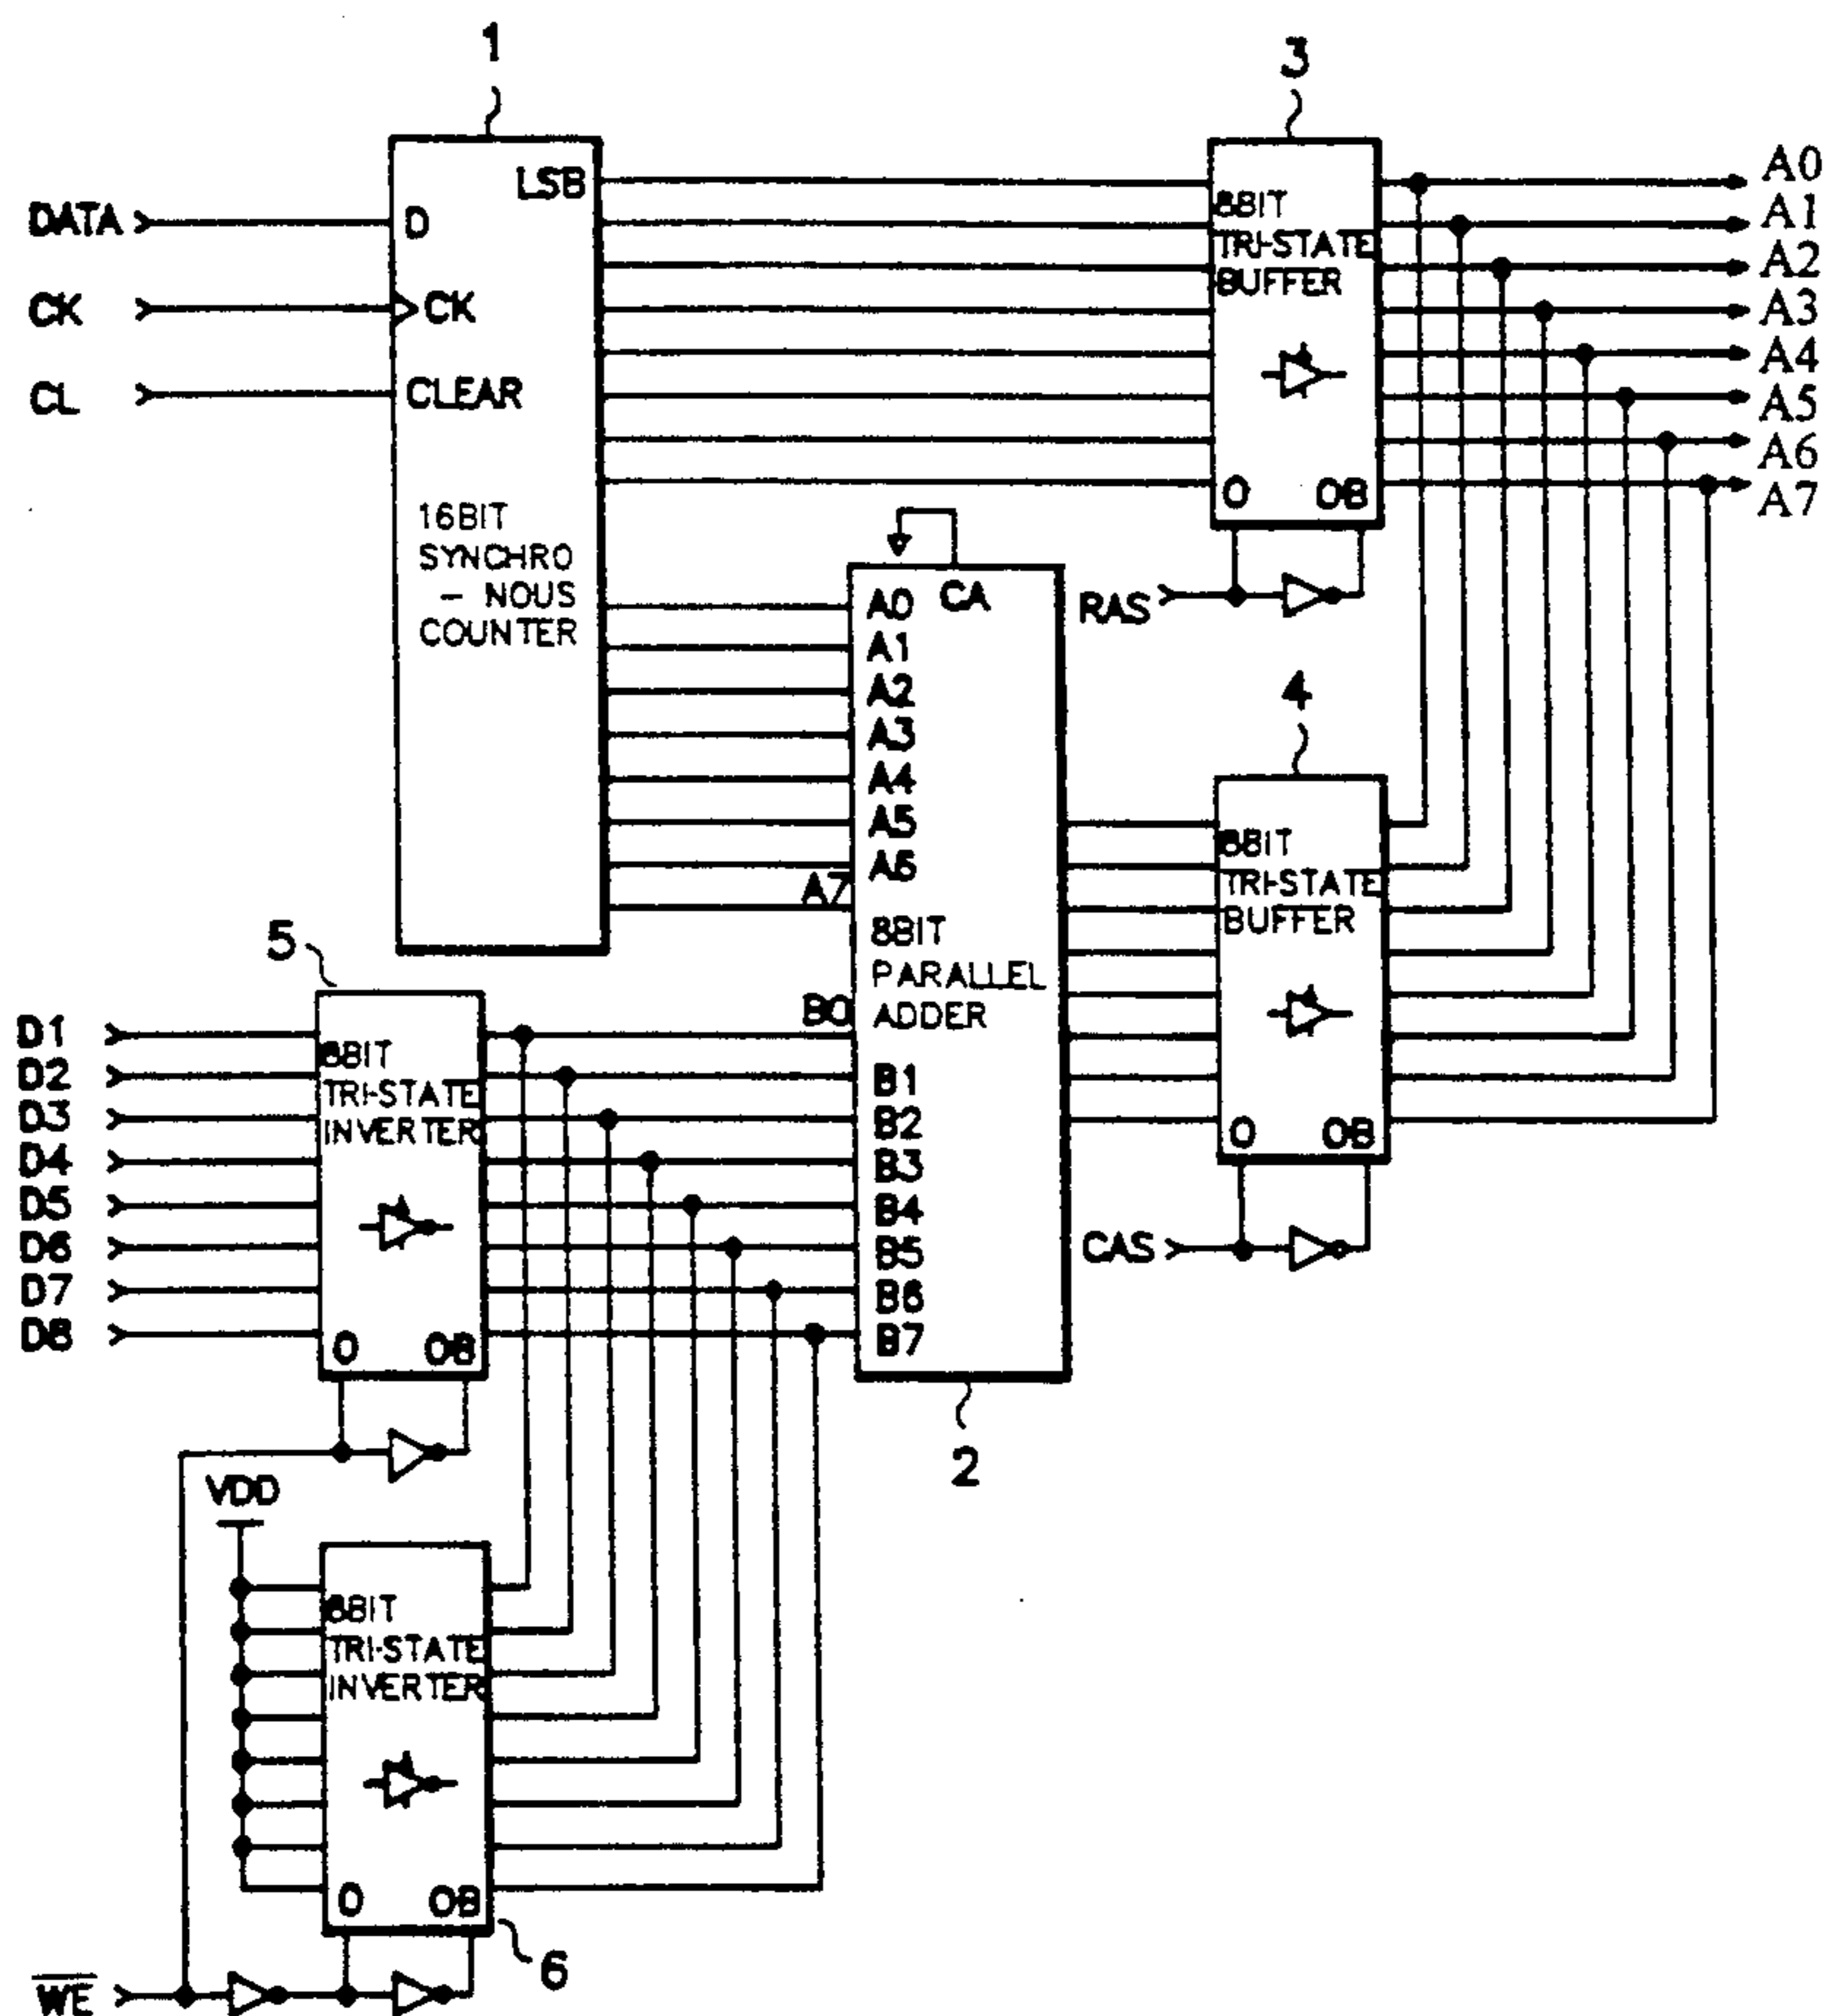 1
3
LSB
DATA
D
CK
CK
CL
CLEAR
16BIT
SYNCHRO
- NOUS
COUNTER
8BIT
TRI-STATE
BUFFER
O
OB
A0
A1
A2
A3
A4
A5
A6
A7
RAS
CA
A0
A1
A2
A3
A4
A5
A6
A7
8BIT
PARALLEL
ADDER
B0
B1
B2
B3
B4
B5
B6
B7
2
4
8BIT
TRI-STATE
BUFFER
O
OB
CAS
5
D1
D2
D3
D4
D5
D6
D7
D8
8BIT
TRI-STATE
INVERTER
O
OB
VDD
8BIT
TRI-STATE
INVERTER
O
OB
6
WE